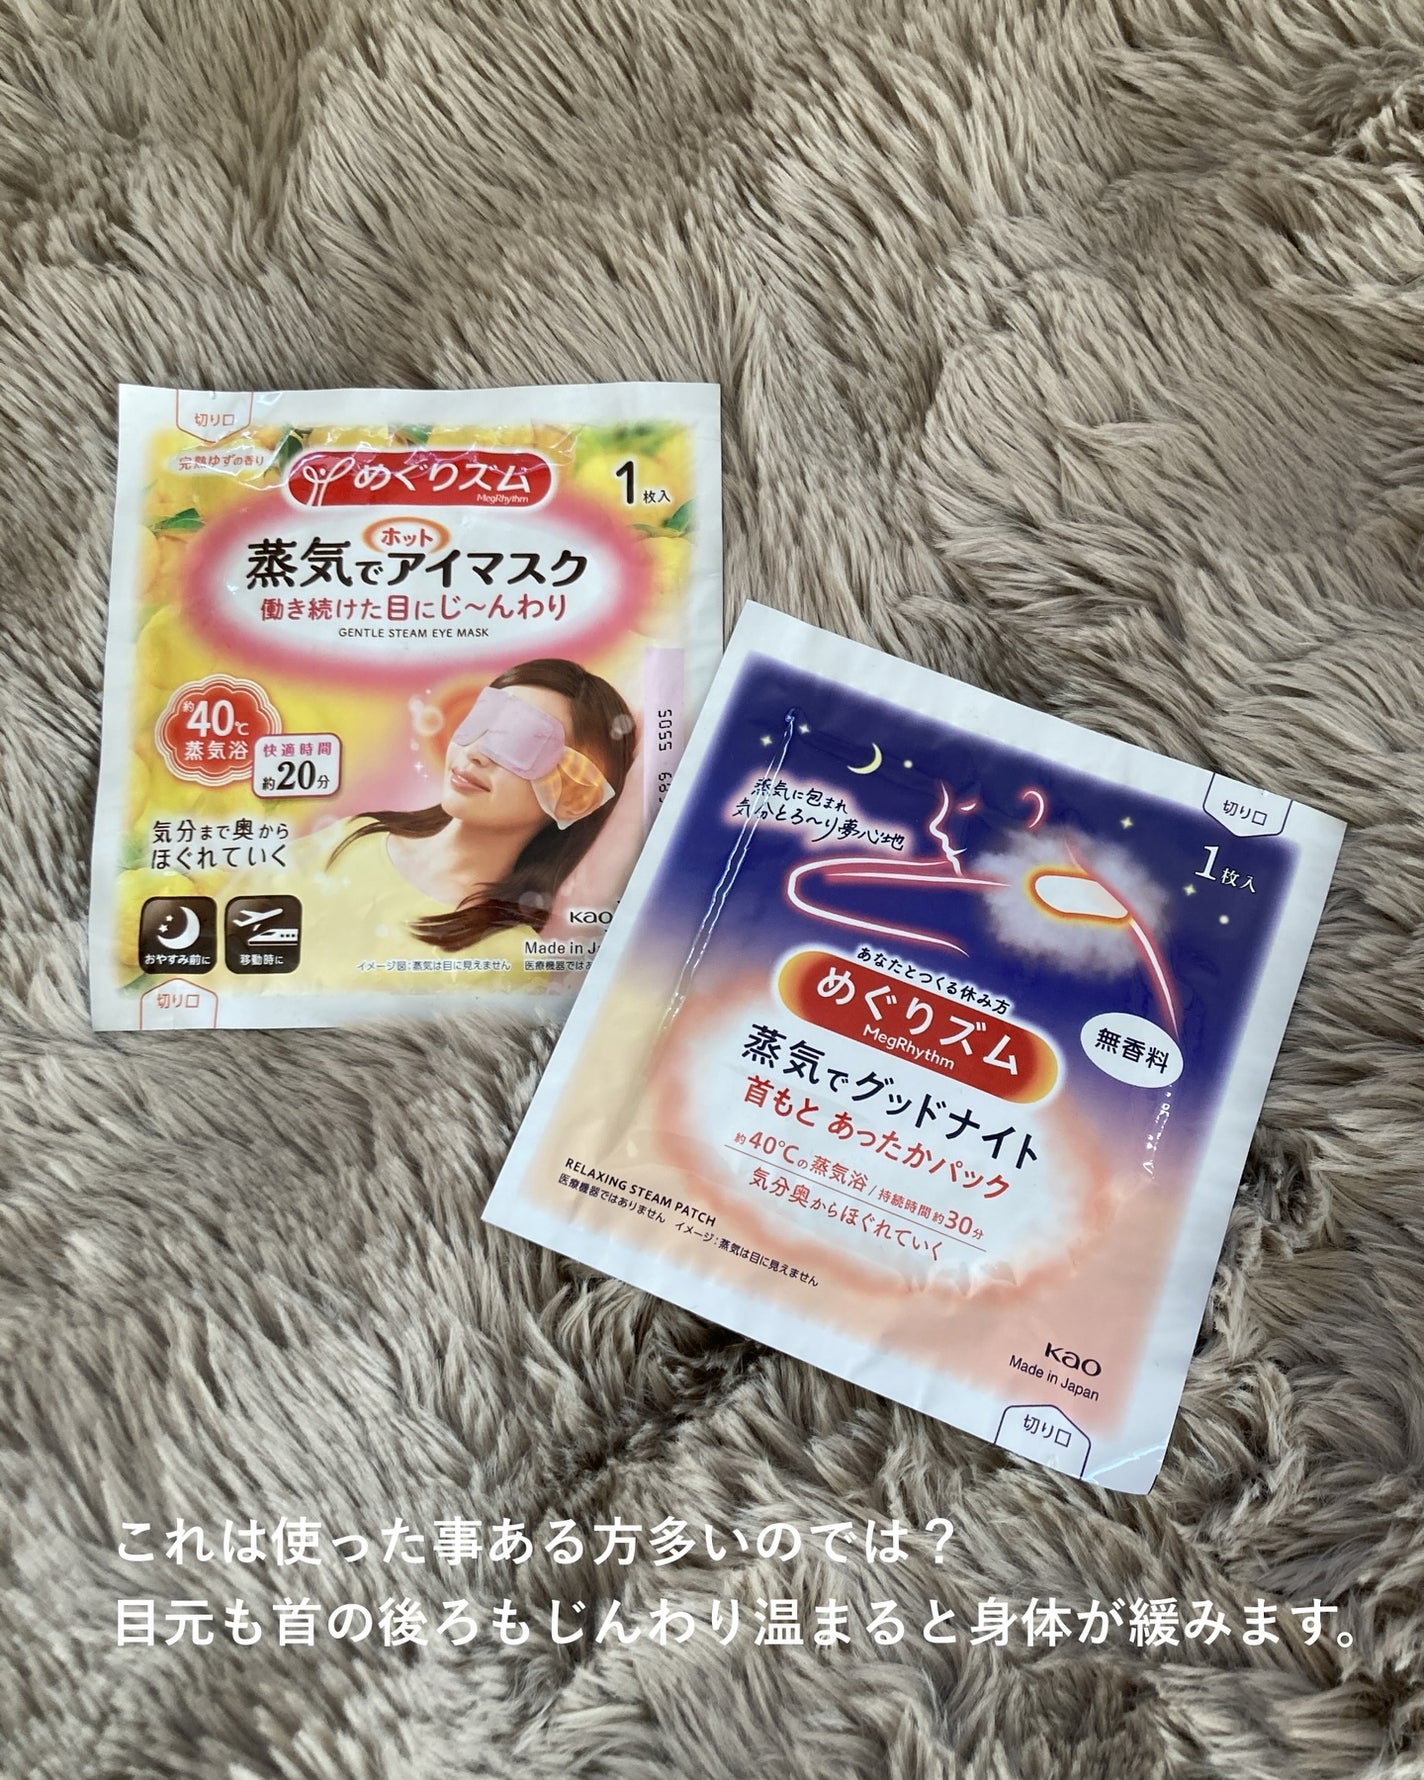 切り口
完熟ゆずの香り
めぐりズム
MegRhythm
1枚入
ホット
蒸気でアイマスク
働き続けた目にじ〜んわり
GENTLE STEAM EYE MASK
約40℃
蒸気浴
快適時間
約20分
気分まで奥から
ほぐれていく
おやすみ前に
移動時に
Kao
Made in
イメージ図:蒸気は目に見えません
医療機器では
切り口
5505
切り口
蒸気に包まれ
気分とろ〜り夢心地
1枚入
あなたとつくる休み方
めぐりズム
MegRhythm
無香料
蒸気でグッドナイト
首もと あったかパック
約40℃の蒸気浴/持続時間 約30分
気分奥からほぐれていく
RELAXING STEAM PATCH
医療機器ではありません イメージ:蒸気は目に見えません
Kao
Made in Japan
切り口
これは使った事ある方多いのでは？
目元も首の後ろもじんわり温まると身体が緩みます。